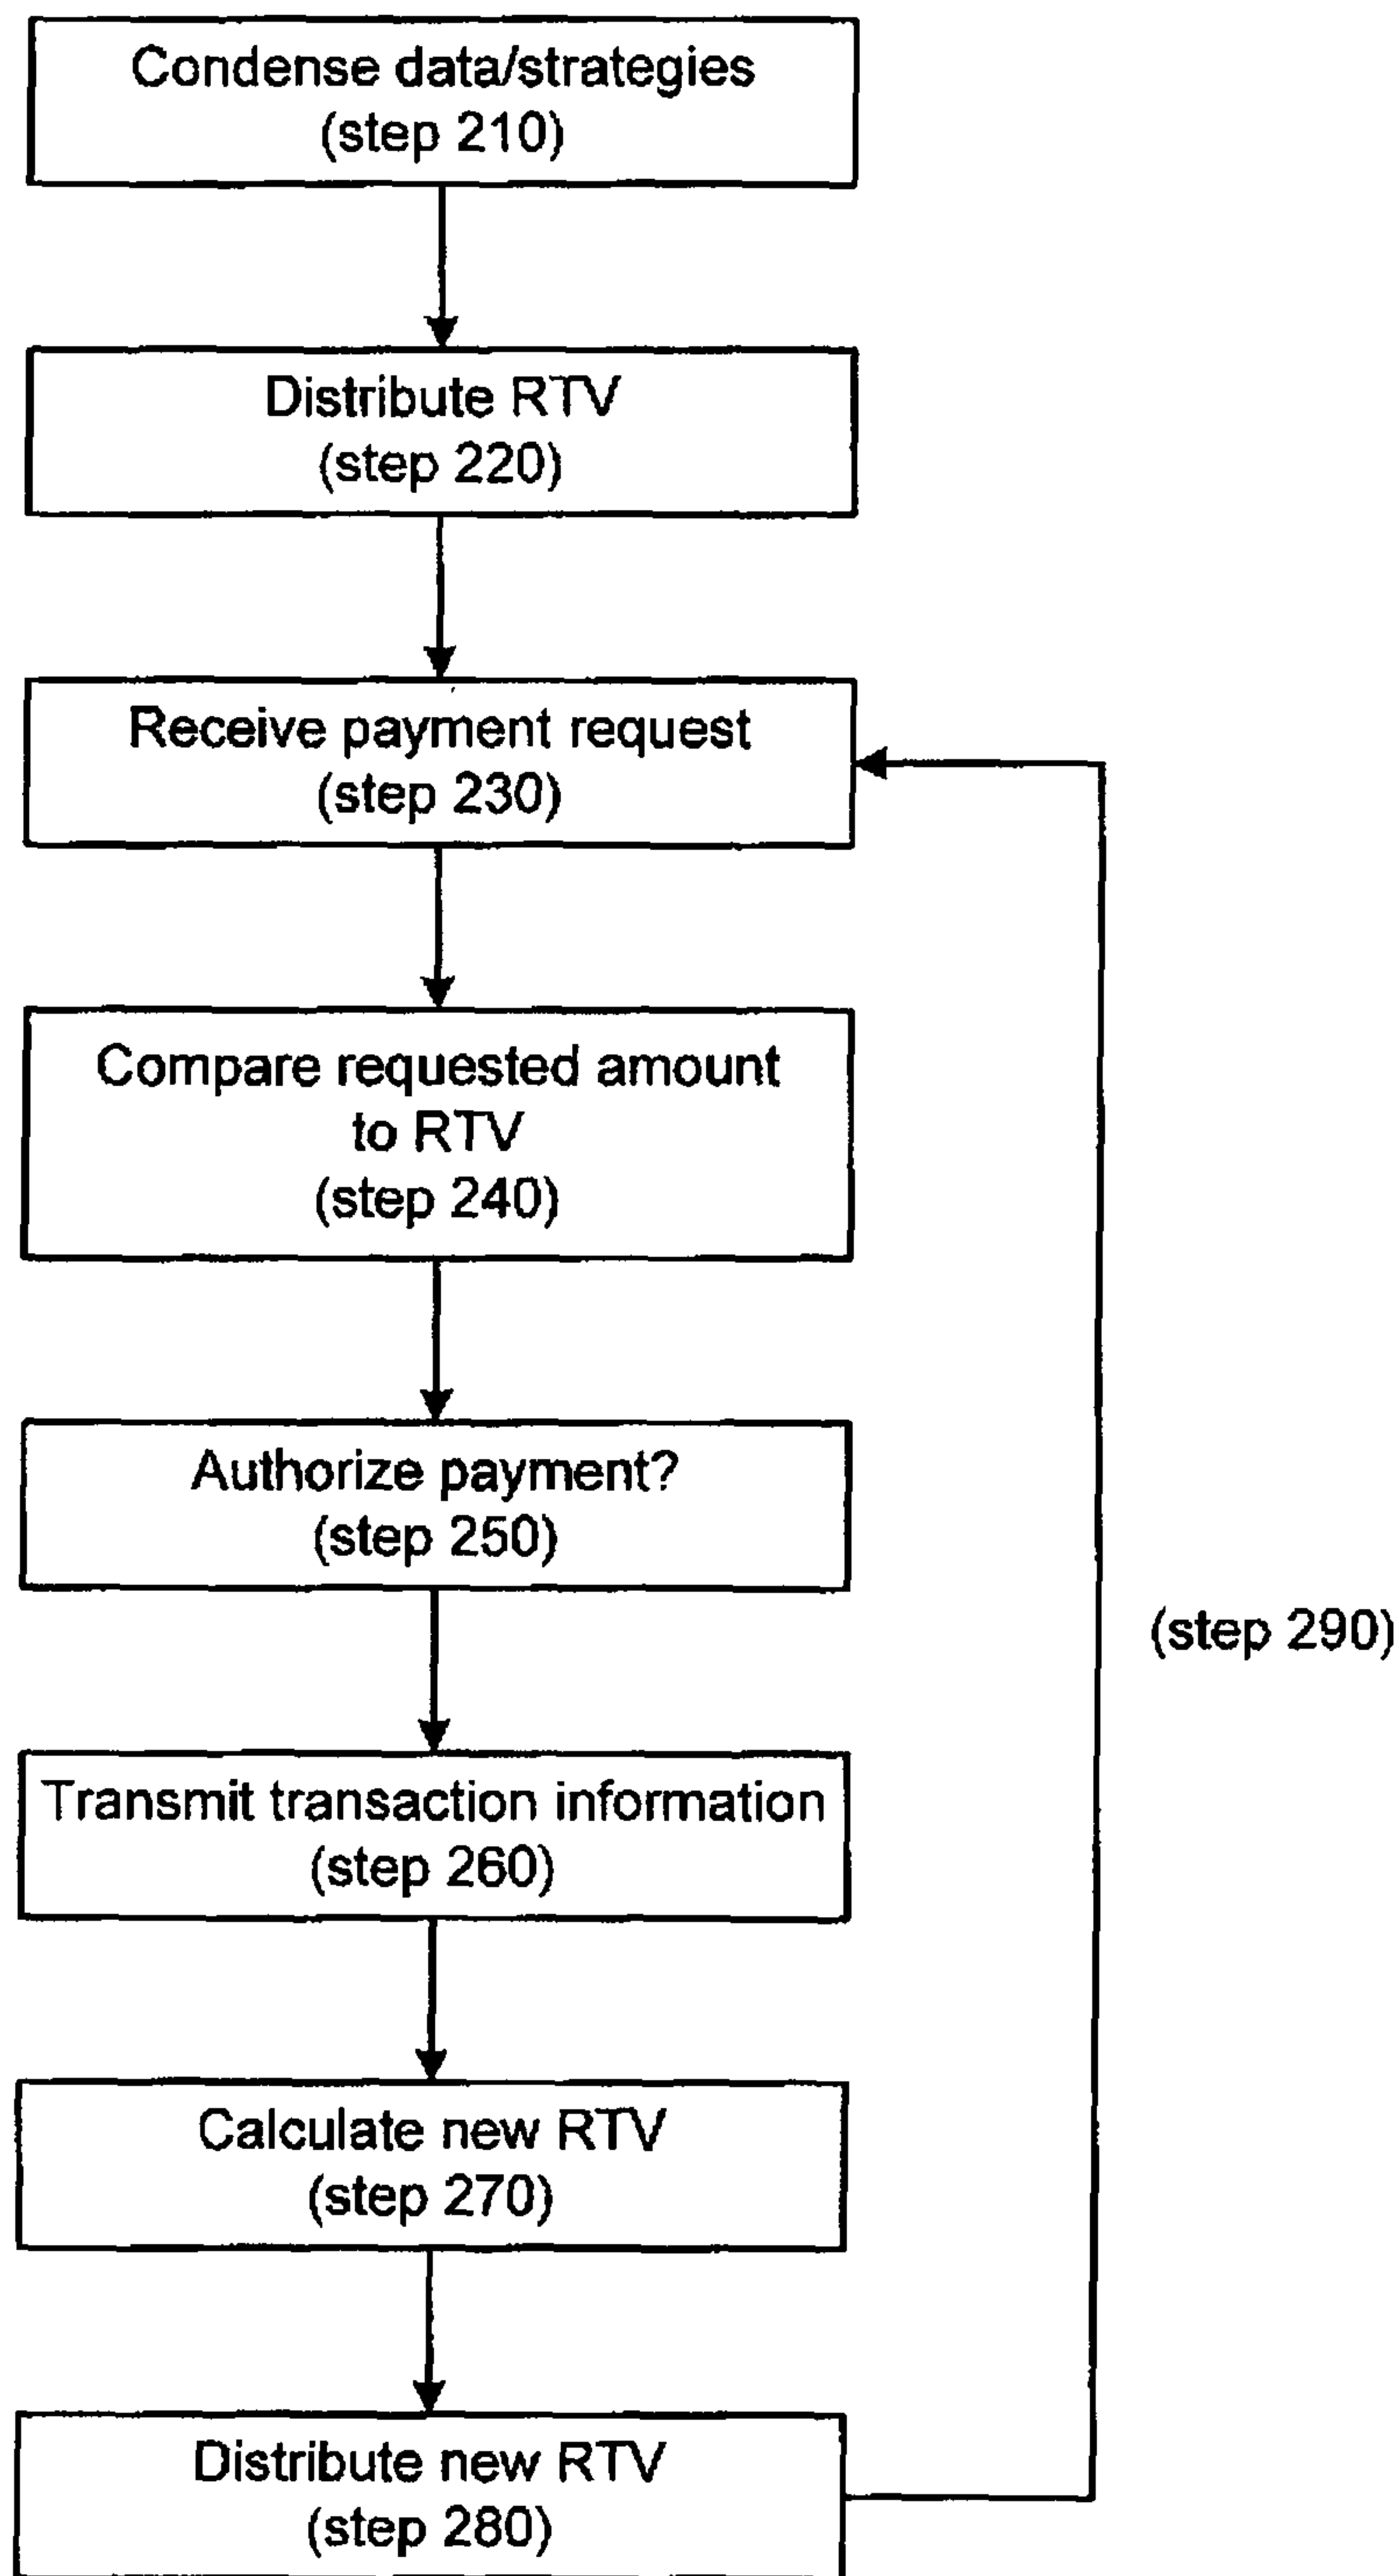 Condense data/strategies
(step 210)
Distribute RTV
(step 220)
Receive payment request
(step 230)
Compare requested amount
to RTV
(step 240)
Authorize payment?
(step 250)
(step 290)
Transmit transaction information
(step 260)
Calculate new RTV
(step 270)
Distribute new RTV
(step 280)